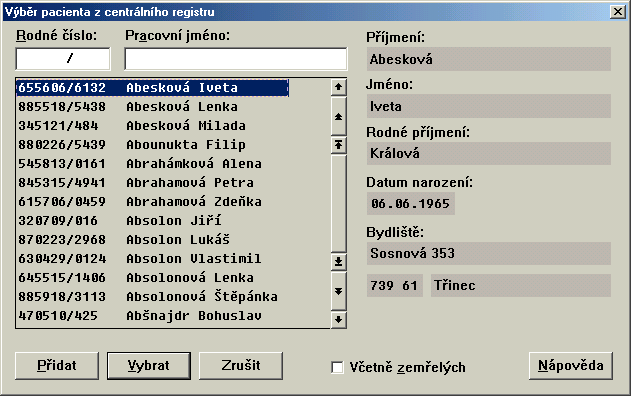 Výběr pacienta z centrálního registru
Rodné číslo: Pracovní jméno:
/
655606/6132 Abesková Iveta
885518/5438 Abesková Lenka
345121/484 Abesková Milada
880226/5439 Abounukta Filip
545813/0161 Abrahámková Alena
845315/4941 Abrahamová Petra
615706/0459 Abrahamová Zdeňka
320709/016 Absolon Jiří
870223/2968 Absolon Lukáš
630429/0124 Absolon Vlastimil
645515/1406 Absolonová Lenka
885918/3113 Absolonová Štěpánka
470510/425 Abšnajdr Bohuslav
Příjmení:
Abesková
Jméno:
Iveta
Rodné příjmení:
Králová
Datum narození:
06.06.1965
Bydliště:
Sosnová 353
739 61 Třinec
Přidat Vybrat Zrušit Včetně zemřelých Nápověda